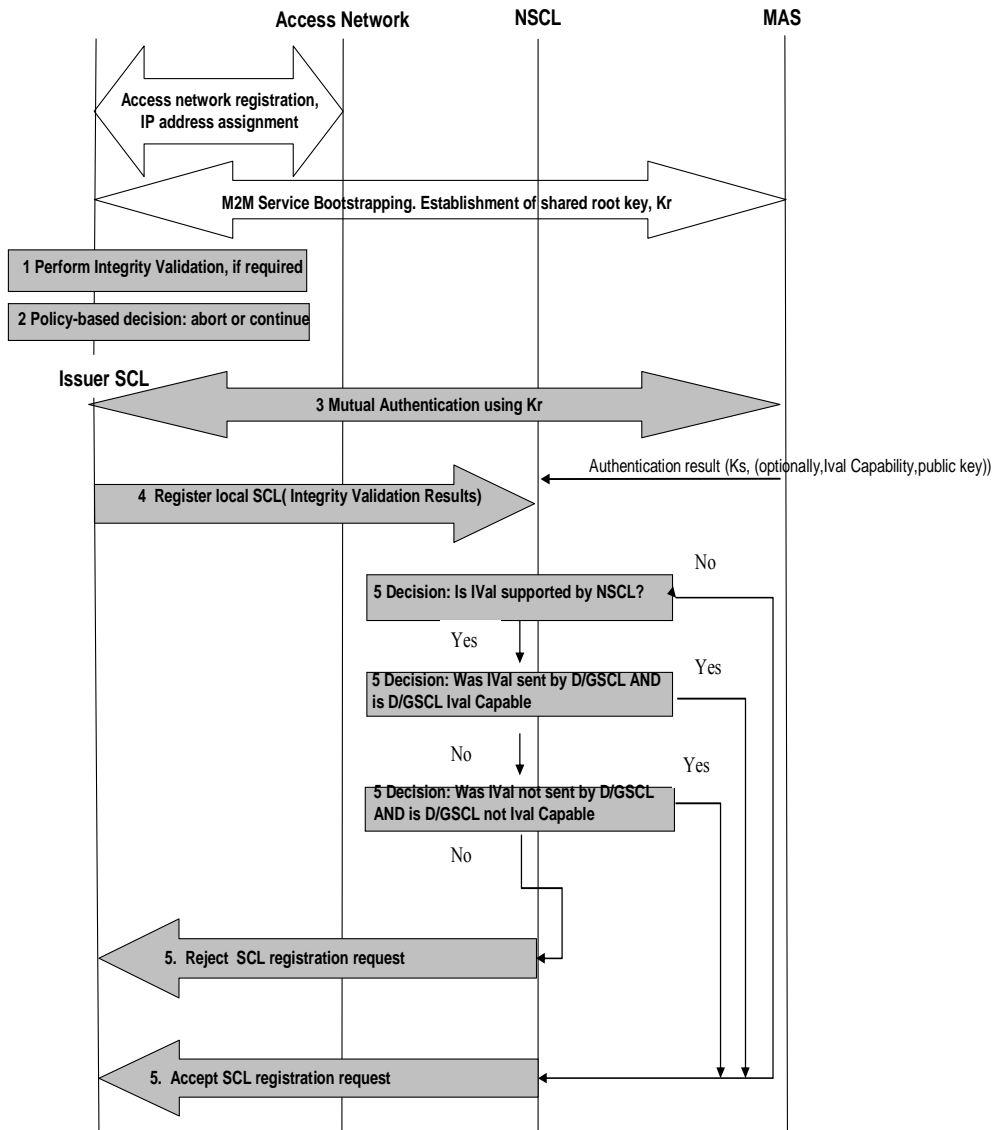 Access Network
NSCL
MAS
Access network registration,
IP address assignment
M2M Service Bootstrapping. Establishment of shared root key, Kr
1 Perform Integrity Validation, if required
2 Policy-based decision: abort or continue
Issuer SCL
3 Mutual Authentication using Kr
Authentication result (Ks, (optionally,Ival Capability,public key))
4 Register local SCL( Integrity Validation Results)
No
5 Decision: Is IVal supported by NSCL?
Yes
Yes
5 Decision: Was IVal sent by D/GSCL AND
is D/GSCL Ival Capable
No
Yes
5 Decision: Was IVal not sent by D/GSCL
AND is D/GSCL not Ival Capable
No
5. Reject SCL registration request
5. Accept SCL registration request